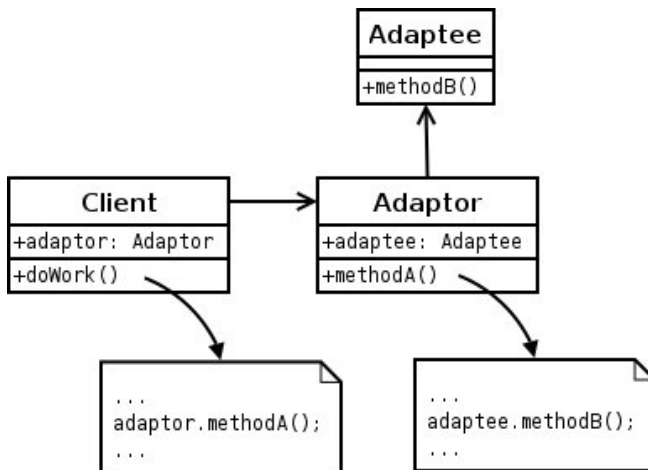 Adaptee
+methodB()
Client
+adaptor: Adaptor
+doWork()
Adaptor
+adaptee: Adaptee
+methodA()
...
adaptor.methodA();
...
...
adaptee.methodB();
...